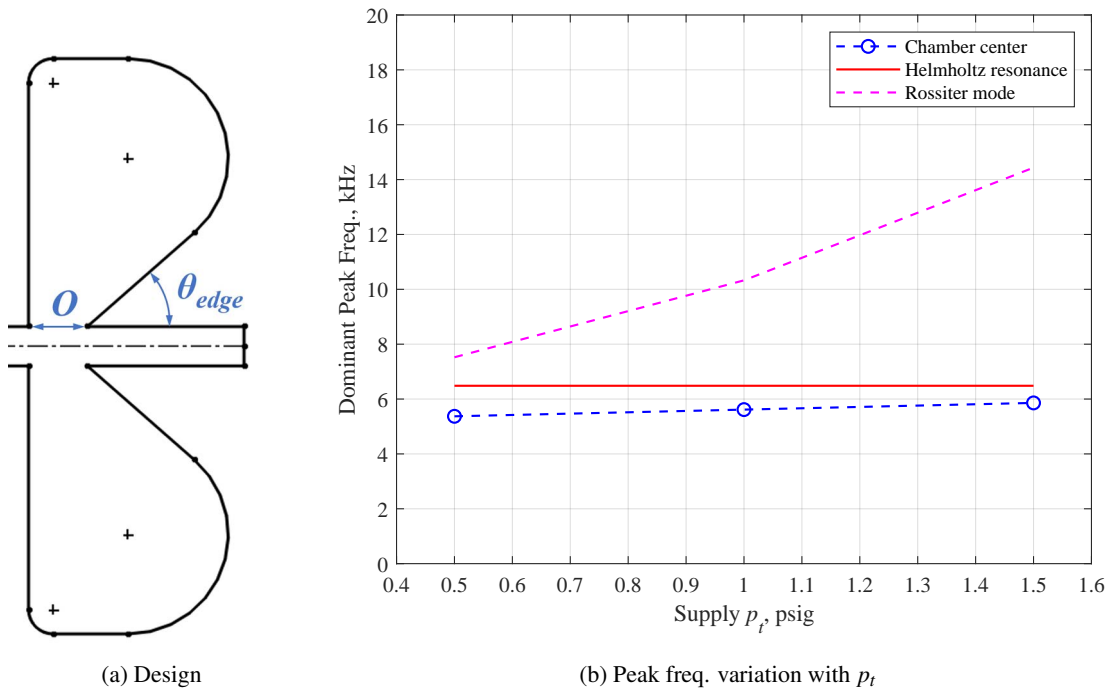 O
θedge
(a) Design
20
18
16
14
12
10
8
6
4
2
0
Dominant Peak Freq., kHz
Chamber center
Helmholtz resonance
Rossiter mode
0.4 0.5 0.6 0.7 0.8 0.9 1 1.1 1.2 1.3 1.4 1.5 1.6
Supply p_t, psig
(b) Peak freq. variation with p_t